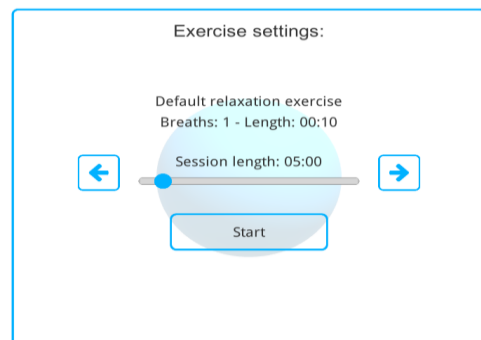 Exercise settings:
Default relaxation exercise
Breaths: 1 - Length: 00:10
Session length: 05:00
Start